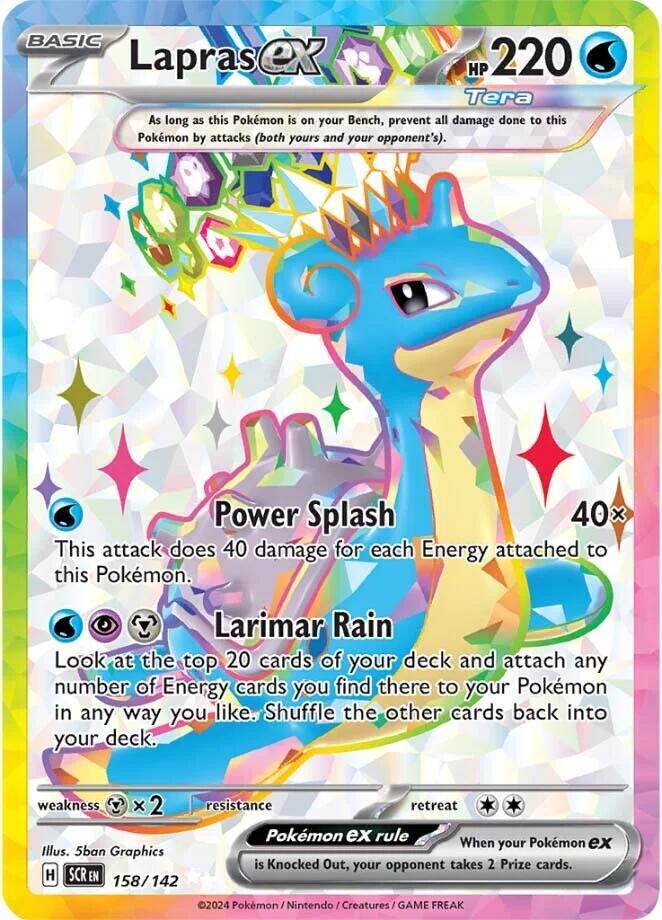 BASIC Lapras ex HP 220
Tera
As long as this Pokémon is on your Bench, prevent all damage done to this
Pokémon by attacks (both yours and your opponent's).
Power Splash 40×
This attack does 40 damage for each Energy attached to
this Pokémon.
Larimar Rain
Look at the top 20 cards of your deck and attach any
number of Energy cards you find there to your Pokémon
in any way you like. Shuffle the other cards back into
your deck.
weakness ×2 resistance retreat
Illus. 5ban Graphics
Pokémon ex rule When your Pokémon ex
is Knocked Out, your opponent takes 2 Prize cards.
H SCR EN 158/142
©2024 Pokémon / Nintendo / Creatures / GAME FREAK